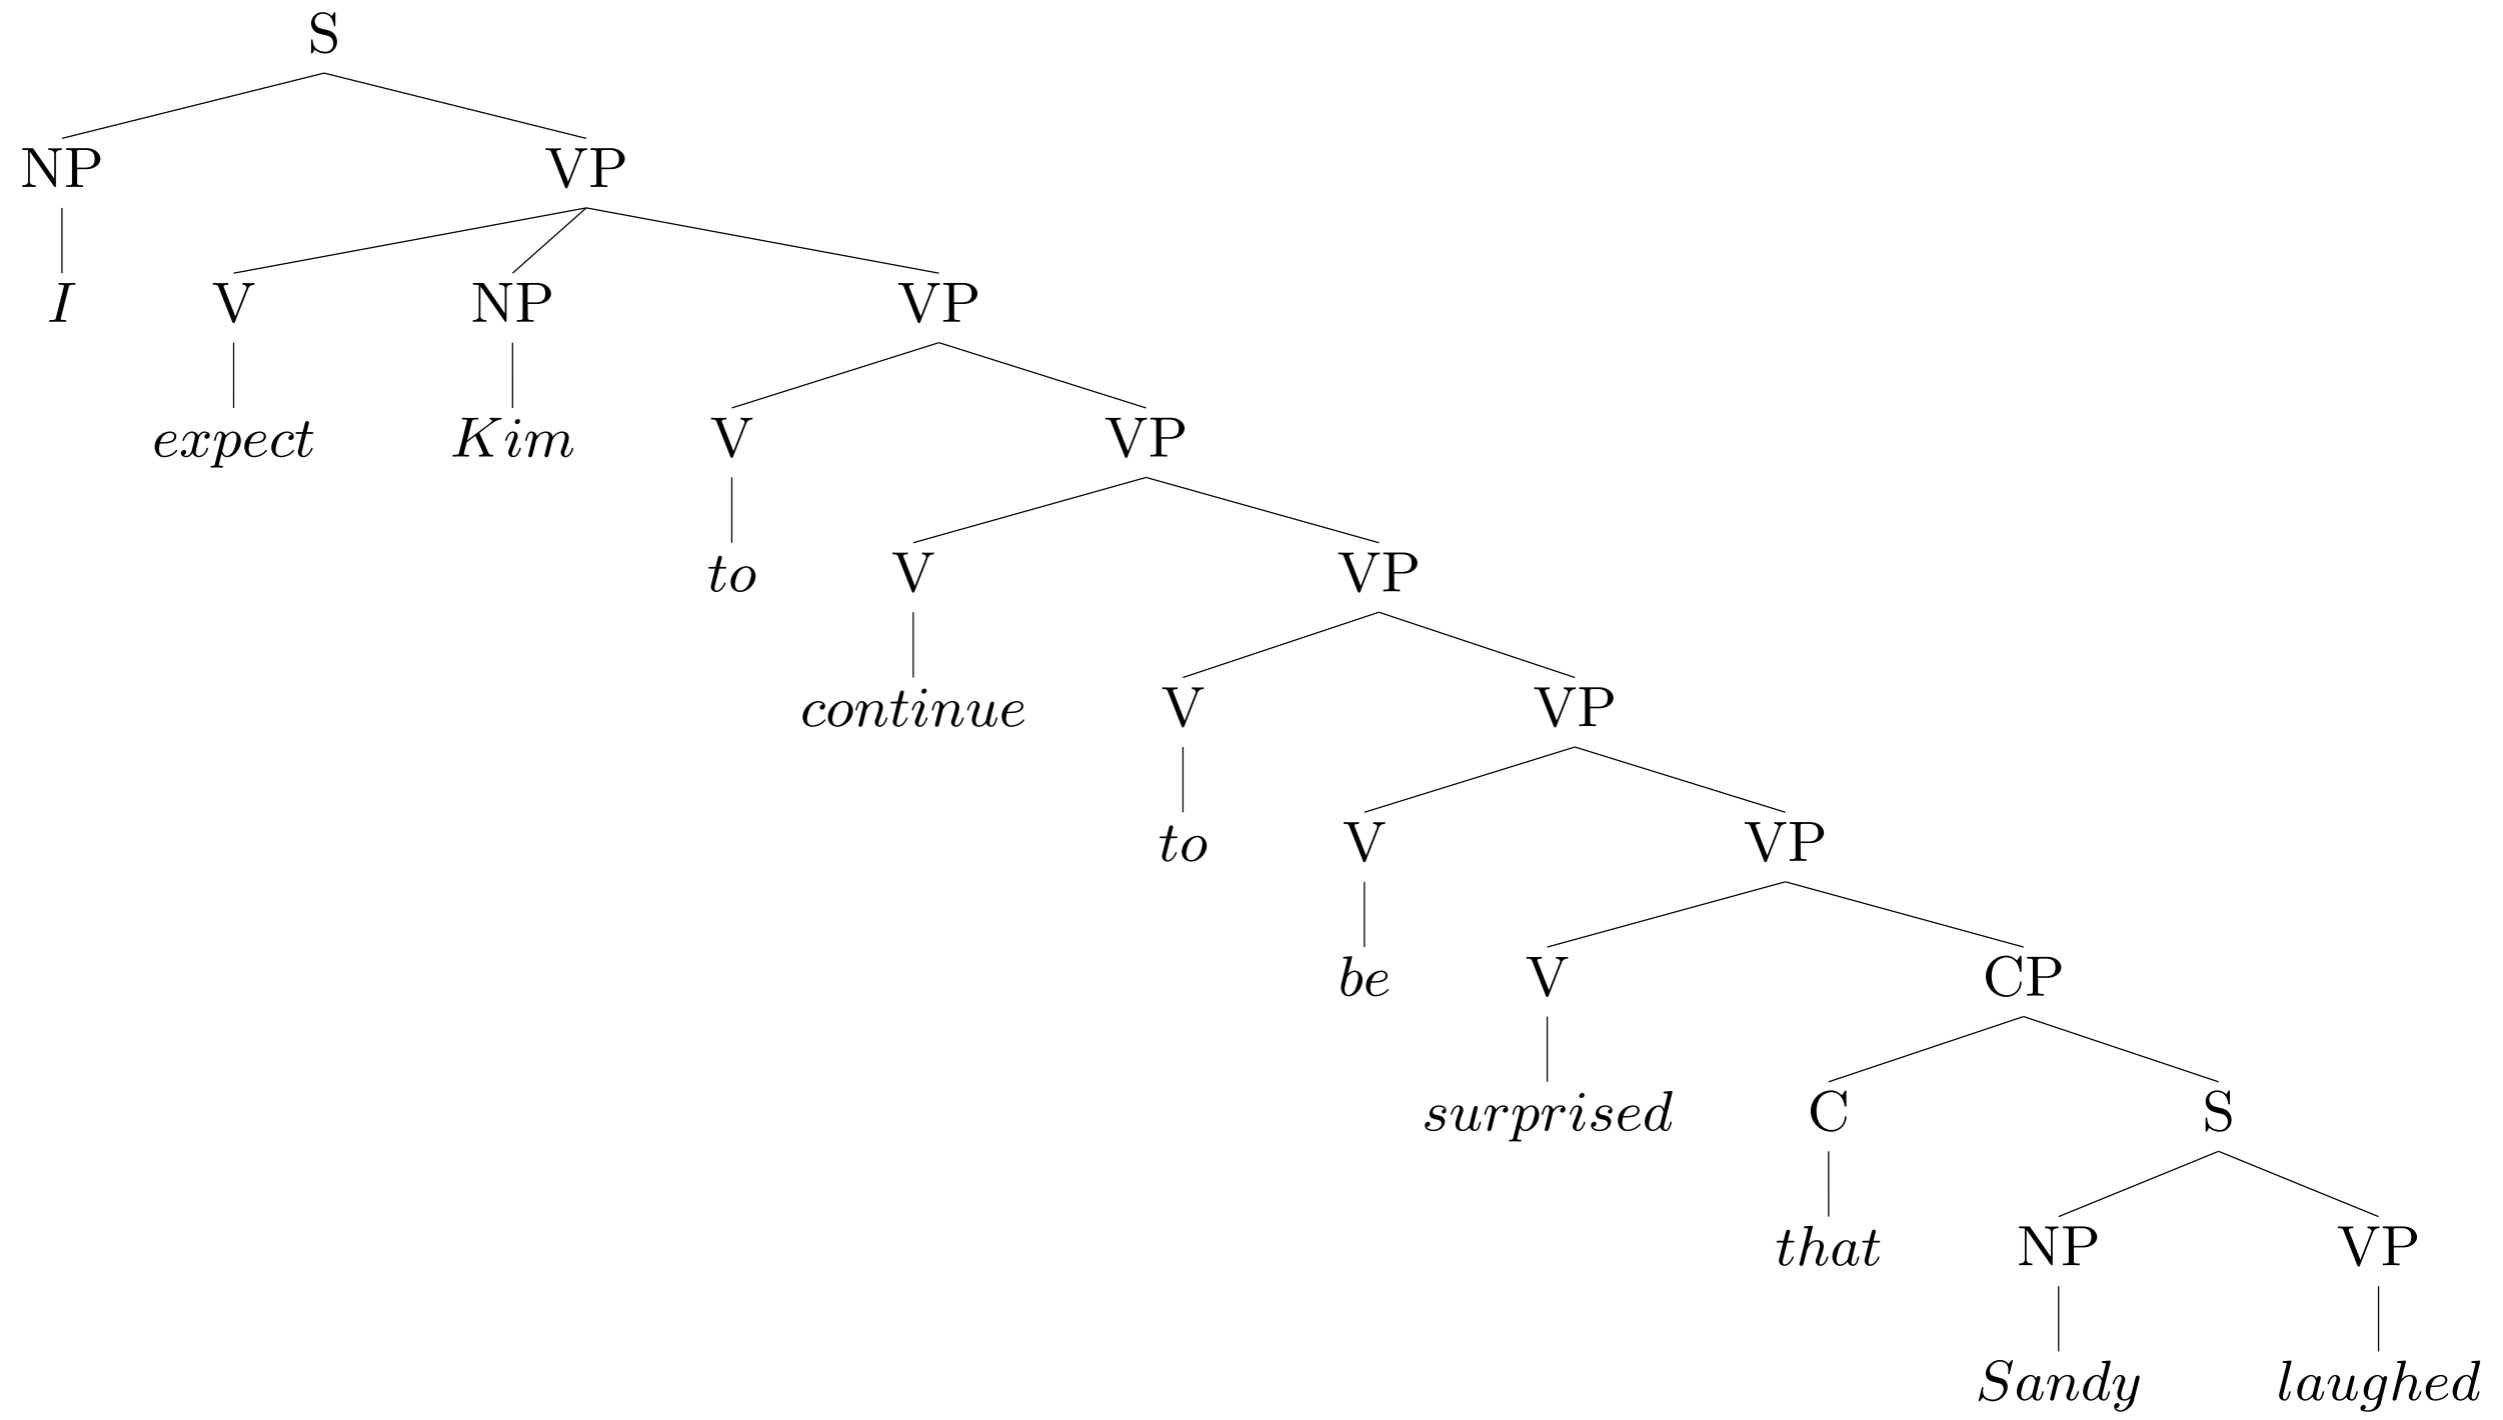 S
NP VP
I V NP VP
expect Kim V VP
to V VP
continue V VP
to V VP
be V CP
surprised C S
that NP VP
Sandy laughed